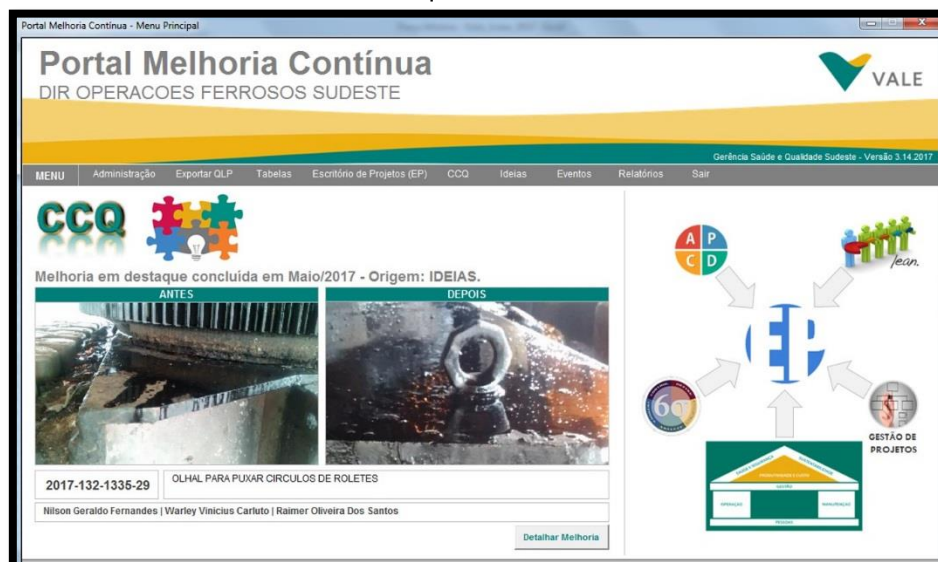 Portal Melhoria Contínua - Menu Principal
Portal Melhoria Contínua
DIR OPERACOES FERROSOS SUDESTE
VALE
Gerência Saúde e Qualidade Sudeste - Versão 3.14.2017
MENU Administração Exportar QLP Tabelas Escritório de Projetos (EP) CCQ Ideias Eventos Relatórios Sair
CCQ
Melhoria em destaque concluída em Maio/2017 - Origem: IDEIAS.
ANTES DEPOIS
2017-132-1335-29 OLHAL PARA PUXAR CIRCULOS DE ROLETES
Nilson Geraldo Fernandes | Warley Vinicius Carluto | Raimer Oliveira Dos Santos
Detalhar Melhoria
A P
C D
lean.
EP
6σ
GESTÃO DE
PROJETOS